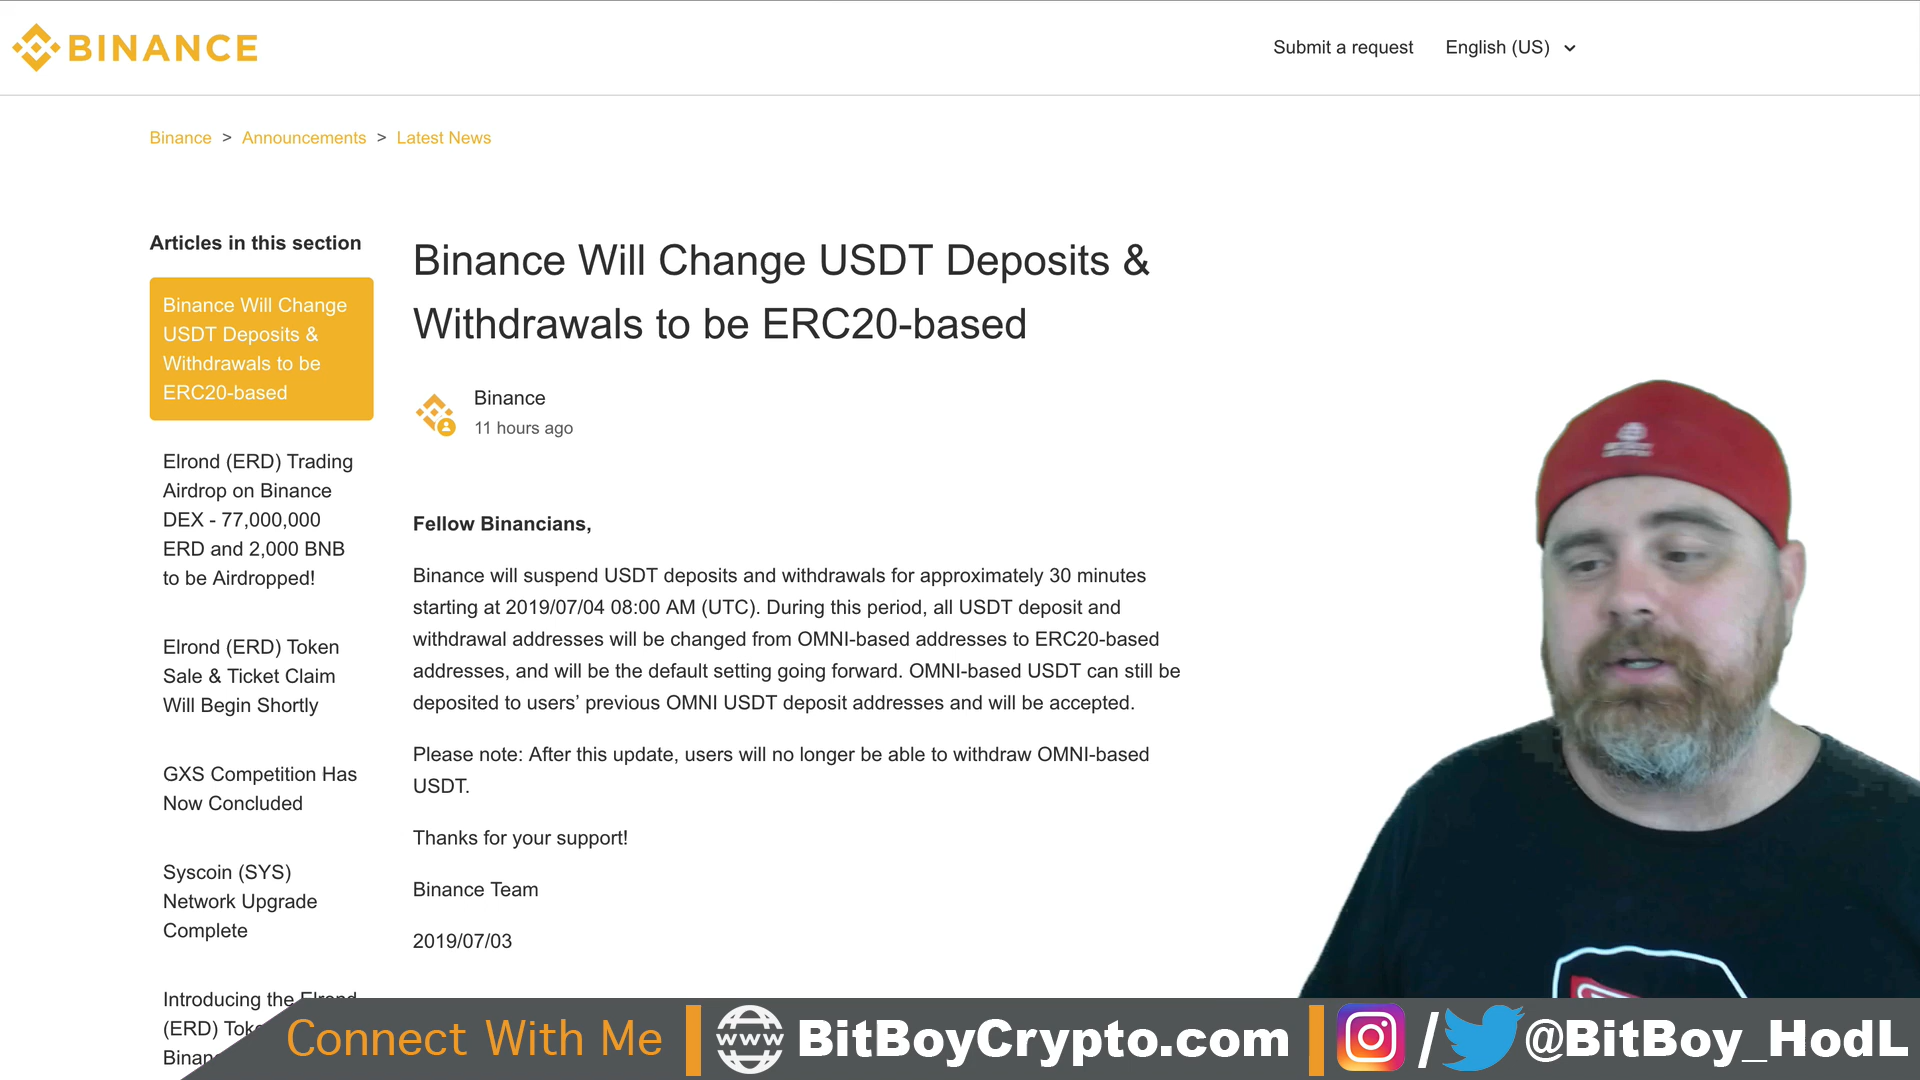 BINANCE
Submit a request
English (US)
Binance > Announcements > Latest News
Articles in this section
Binance Will Change
USDT Deposits &
Withdrawals to be
ERC20-based
Elrond (ERD) Trading
Airdrop on Binance
DEX - 77,000,000
ERD and 2,000 BNB
to be Airdropped!
Elrond (ERD) Token
Sale & Ticket Claim
Will Begin Shortly
GXS Competition Has
Now Concluded
Syscoin (SYS)
Network Upgrade
Complete
Introducing the Elrond
(ERD)
Binance Will Change USDT Deposits &
Withdrawals to be ERC20-based
Binance
11 hours ago
Fellow Binancians,
Binance will suspend USDT deposits and withdrawals for approximately 30 minutes
starting at 2019/07/04 08:00 AM (UTC). During this period, all USDT deposit and
withdrawal addresses will be changed from OMNI-based addresses to ERC20-based
addresses, and will be the default setting going forward. OMNI-based USDT can still be
deposited to users’ previous OMNI USDT deposit addresses and will be accepted.
Please note: After this update, users will no longer be able to withdraw OMNI-based
USDT.
Thanks for your support!
Binance Team
2019/07/03
Connect With Me
www
BitBoyCrypto.com
/
@BitBoy_HodL